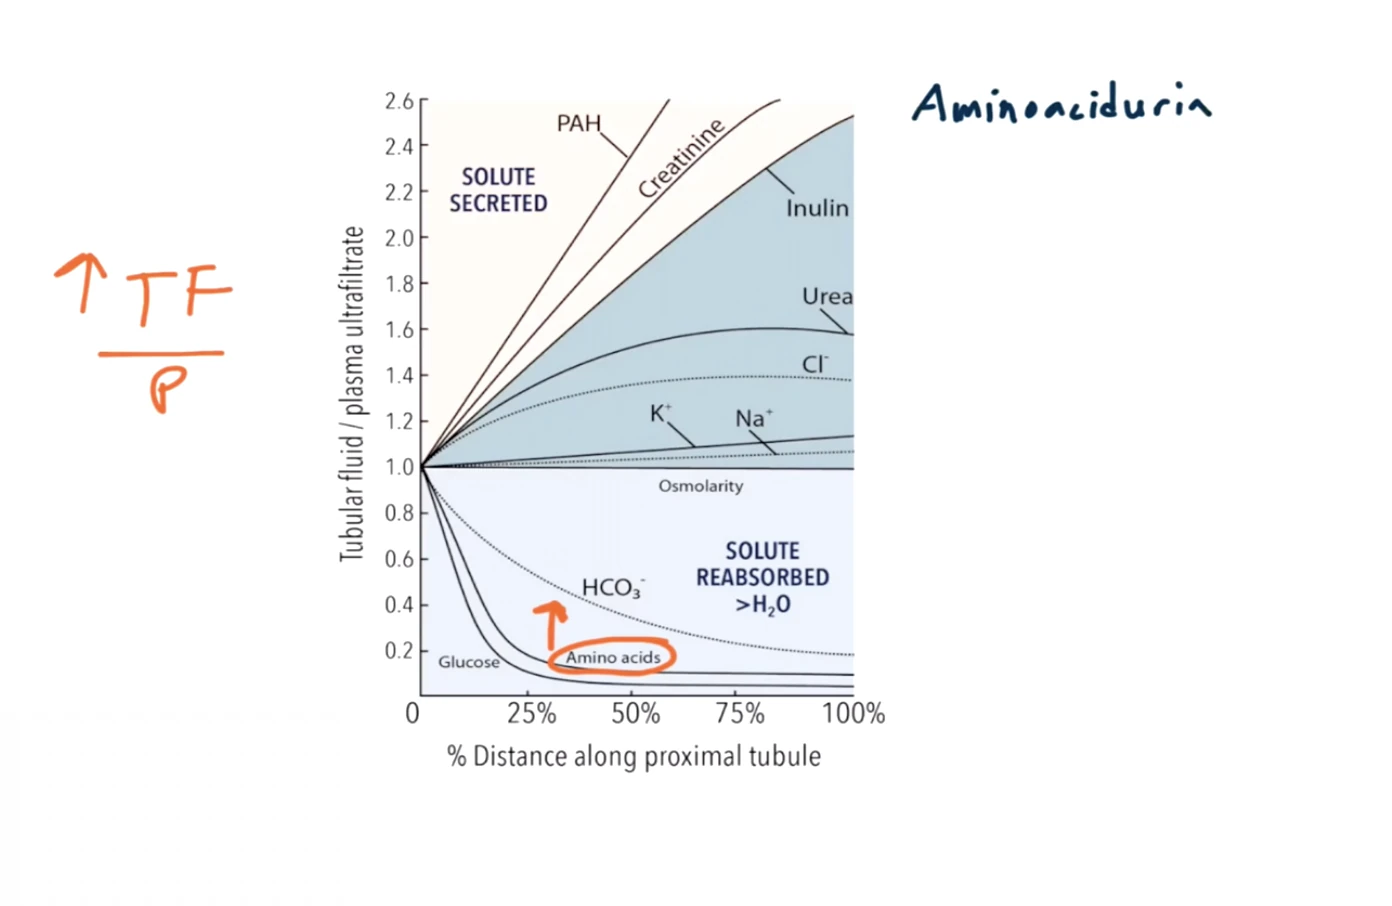 Aminoaciduria
↑ TF
P
Tubular fluid / plasma ultrafiltrate
2.6
2.4
2.2
2.0
1.8
1.6
1.4
1.2
1.0
0.8
0.6
0.4
0.2
PAH
Creatinine
SOLUTE
SECRETED
Inulin
Urea
Cl⁻
K⁺
Na⁺
Osmolarity
SOLUTE
REABSORBED
>H₂O
HCO₃⁻
Amino acids
Glucose
0 25% 50% 75% 100%
% Distance along proximal tubule